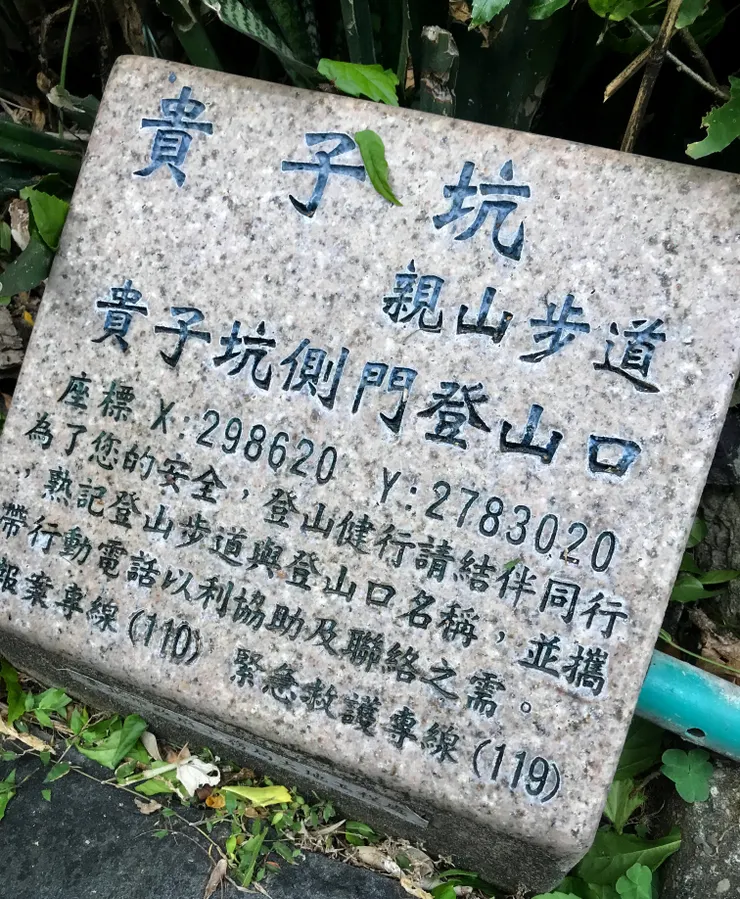 貴子坑
親山步道
貴子坑側門登山口
座標 X:298620 Y:2783020
為了您的安全，登山健行請結伴同行
，熟記登山步道與登山口名稱，並攜
帶行動電話以利協助及聯絡之需。
報案專線(110) 緊急救護專線(119)